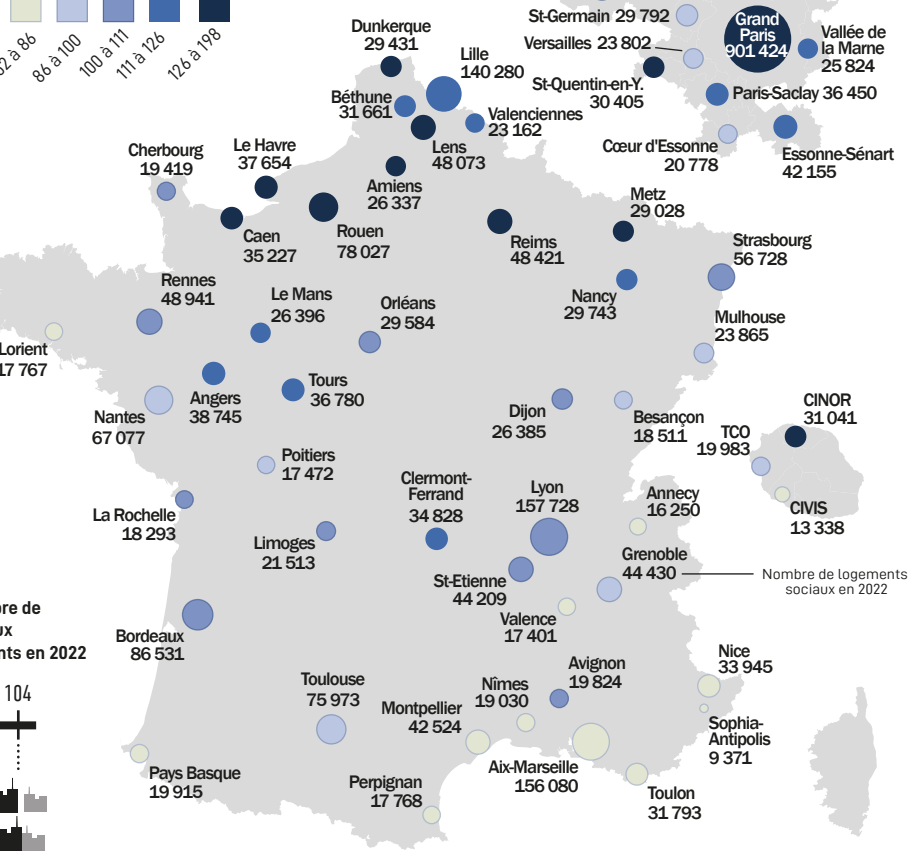 86 à 100
100 à 111
111 à 126
126 à 198
St-Germain 29 792
Versailles 23 802
Grand
Paris
901 424
Vallée de
la Marne
25 824
St-Quentin-en-Y.
30 405
Paris-Saclay 36 450
Cœur d'Essonne
20 778
Essonne-Sénart
42 155
Dunkerque
29 431
Lille
140 280
Béthune
31 661
Valenciennes
23 162
Lens
48 073
Cherbourg
19 419
Le Havre
37 654
Amiens
26 337
Caen
35 227
Rouen
78 027
Reims
48 421
Metz
29 028
Nancy
29 743
Strasbourg
56 728
Mulhouse
23 865
Rennes
48 941
Le Mans
26 396
Orléans
29 584
Lorient
17 767
Angers
38 745
Tours
36 780
Nantes
67 077
Dijon
26 385
Besançon
18 511
TCO
19 983
CINOR
31 041
CIVIS
13 338
Poitiers
17 472
Clermont-
Ferrand
34 828
Lyon
157 728
Annecy
16 250
La Rochelle
18 293
Limoges
21 513
St-Etienne
44 209
Grenoble
44 430
Nombre de logements
sociaux en 2022
Valence
17 401
Bordeaux
86 531
en 2022
104
Toulouse
75 973
Montpellier
42 524
Nîmes
19 030
Avignon
19 824
Nice
33 945
Sophia-
Antipolis
9 371
Pays Basque
19 915
Perpignan
17 768
Aix-Marseille
156 080
Toulon
31 793